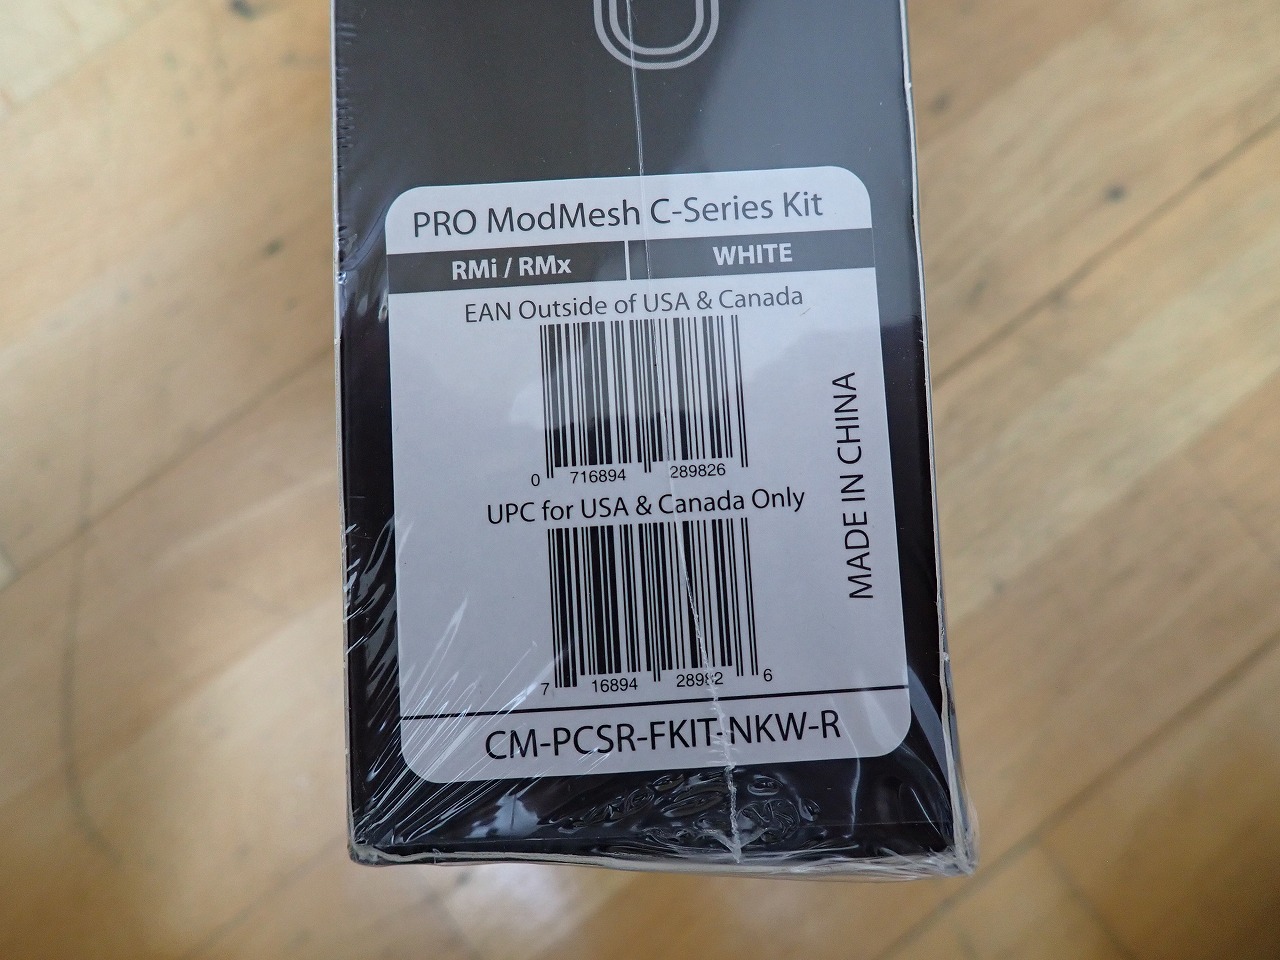 PRO ModMesh C-Series Kit
RMi / RMx WHITE
EAN Outside of USA & Canada
0 716894 289826
UPC for USA & Canada Only
7 16894 28982 6
MADE IN CHINA
CM-PCSR-FKIT-NKW-R